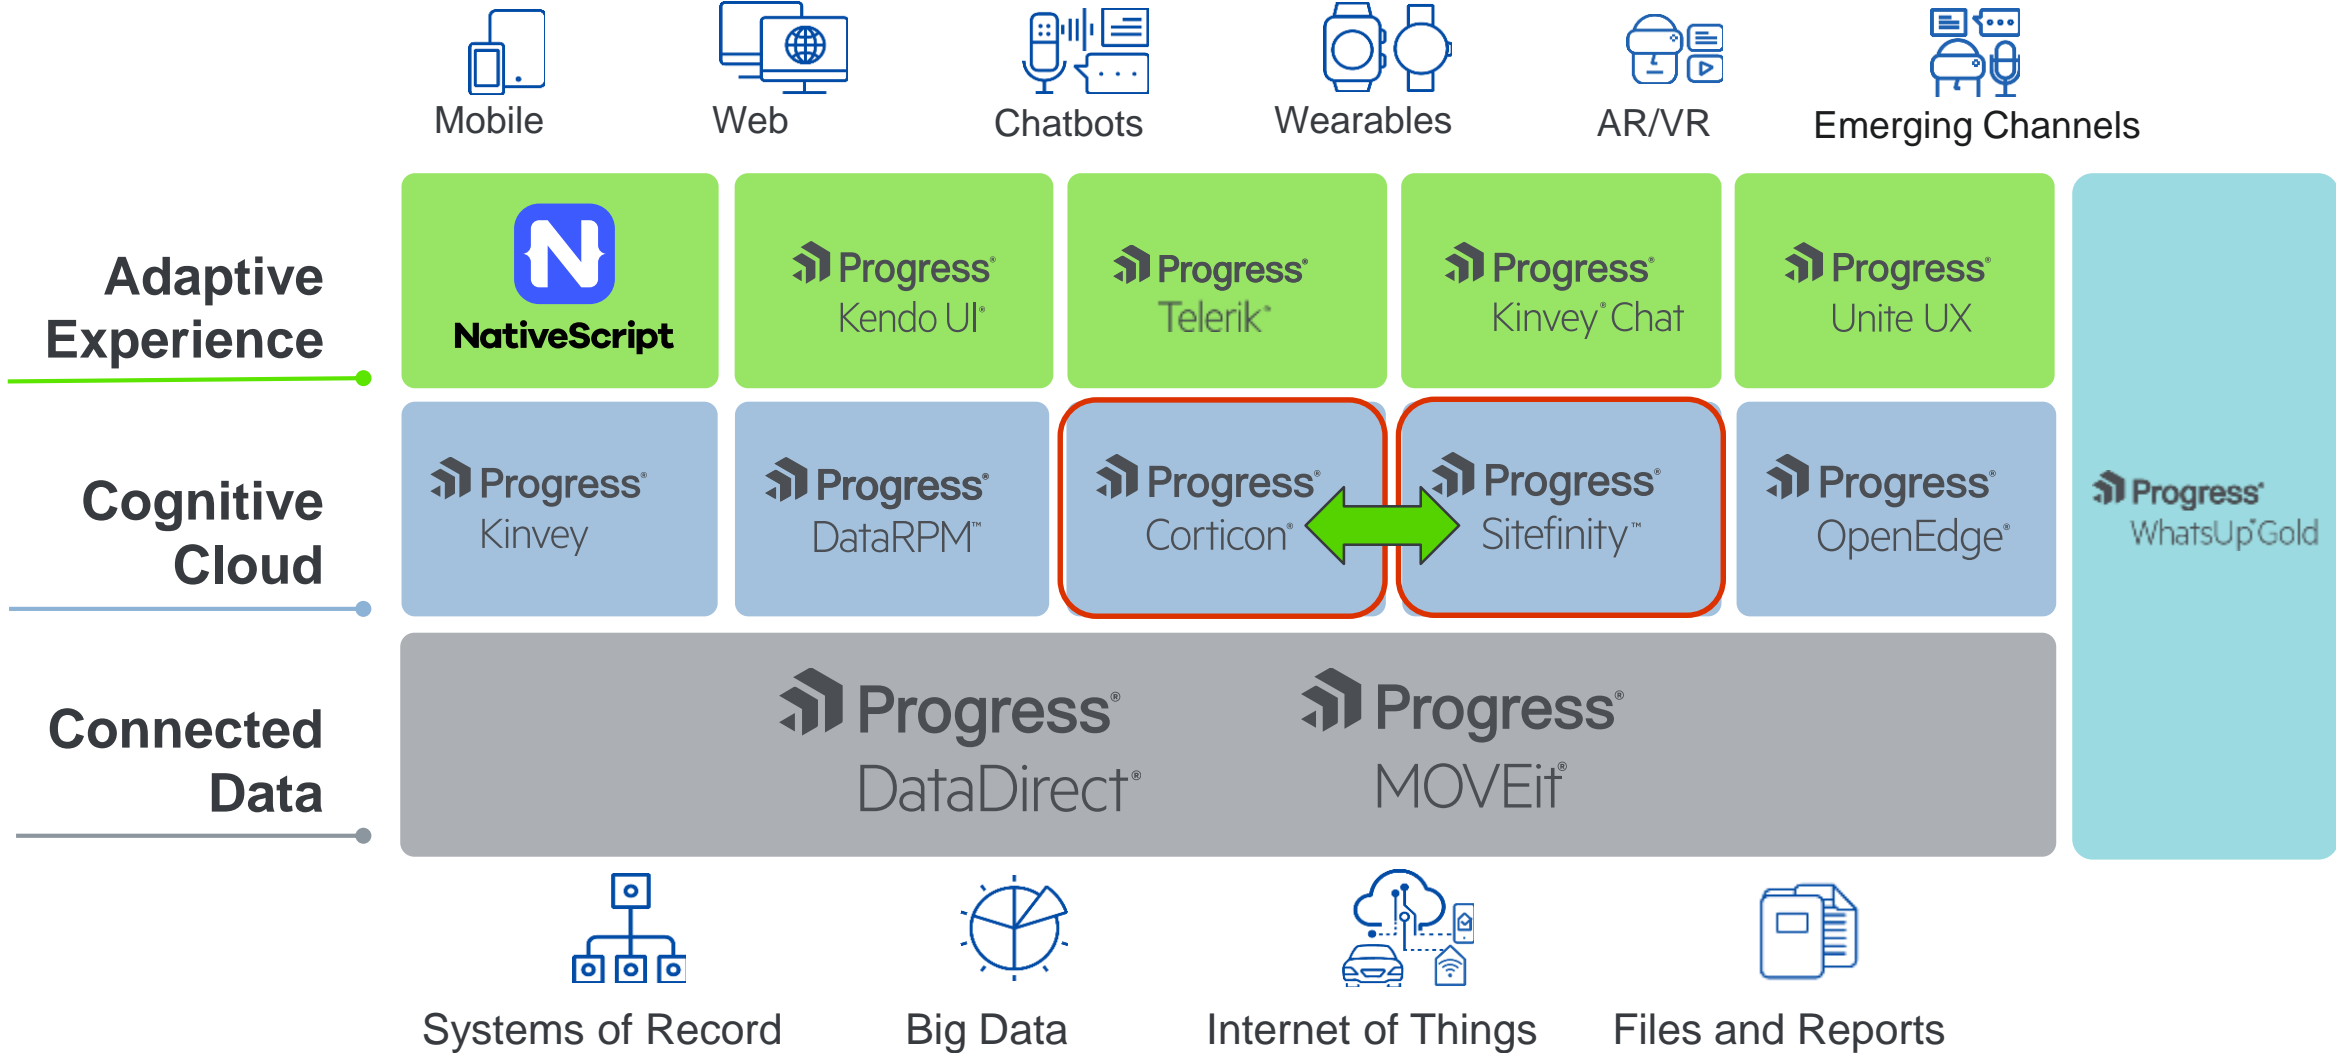 Mobile
Web
Chatbots
Wearables
AR/VR
Emerging Channels
Adaptive
Experience
N
NativeScript
Progress®
Kendo UI®
Progress®
Telerik®
Progress®
Kinvey® Chat
Progress®
Unite UX
Cognitive
Cloud
Progress®
Kinvey
Progress®
DataRPM™
Progress®
Corticon®
Progress®
Sitefinity™
Progress®
OpenEdge®
Progress®
WhatsUp®Gold
Connected
Data
Progress®
DataDirect®
Progress®
MOVEit®
Systems of Record
Big Data
Internet of Things
Files and Reports